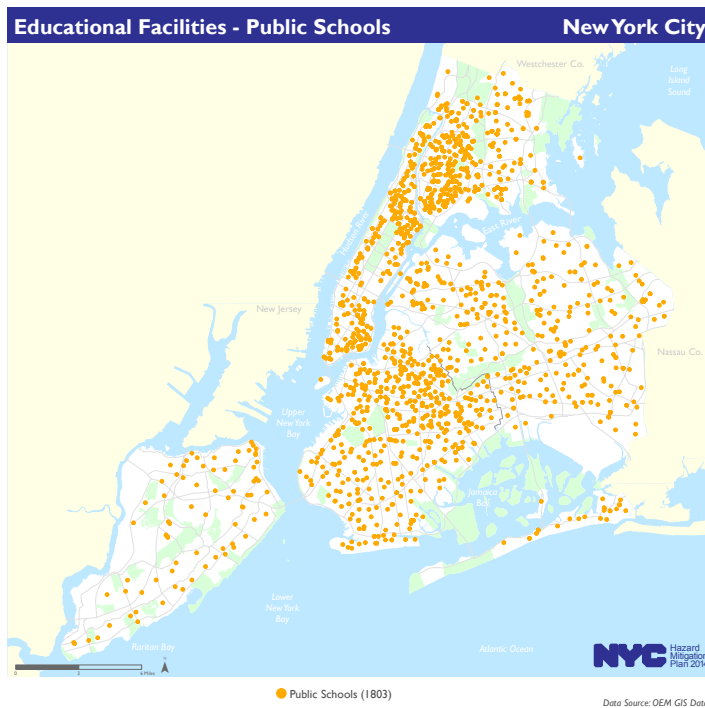 Educational Facilities - Public Schools
New York City
Westchester Co.
Long
Island
Sound
Hudson River
East River
New Jersey
Nassau Co.
Upper
New York
Bay
Jamaica
Bay
Lower
New York
Bay
Raritan Bay
Atlantic Ocean
0 3 6 Miles
N
NYC
Hazard
Mitigation
Plan 2014
Public Schools (1803)
Data Source: OEM GIS Data